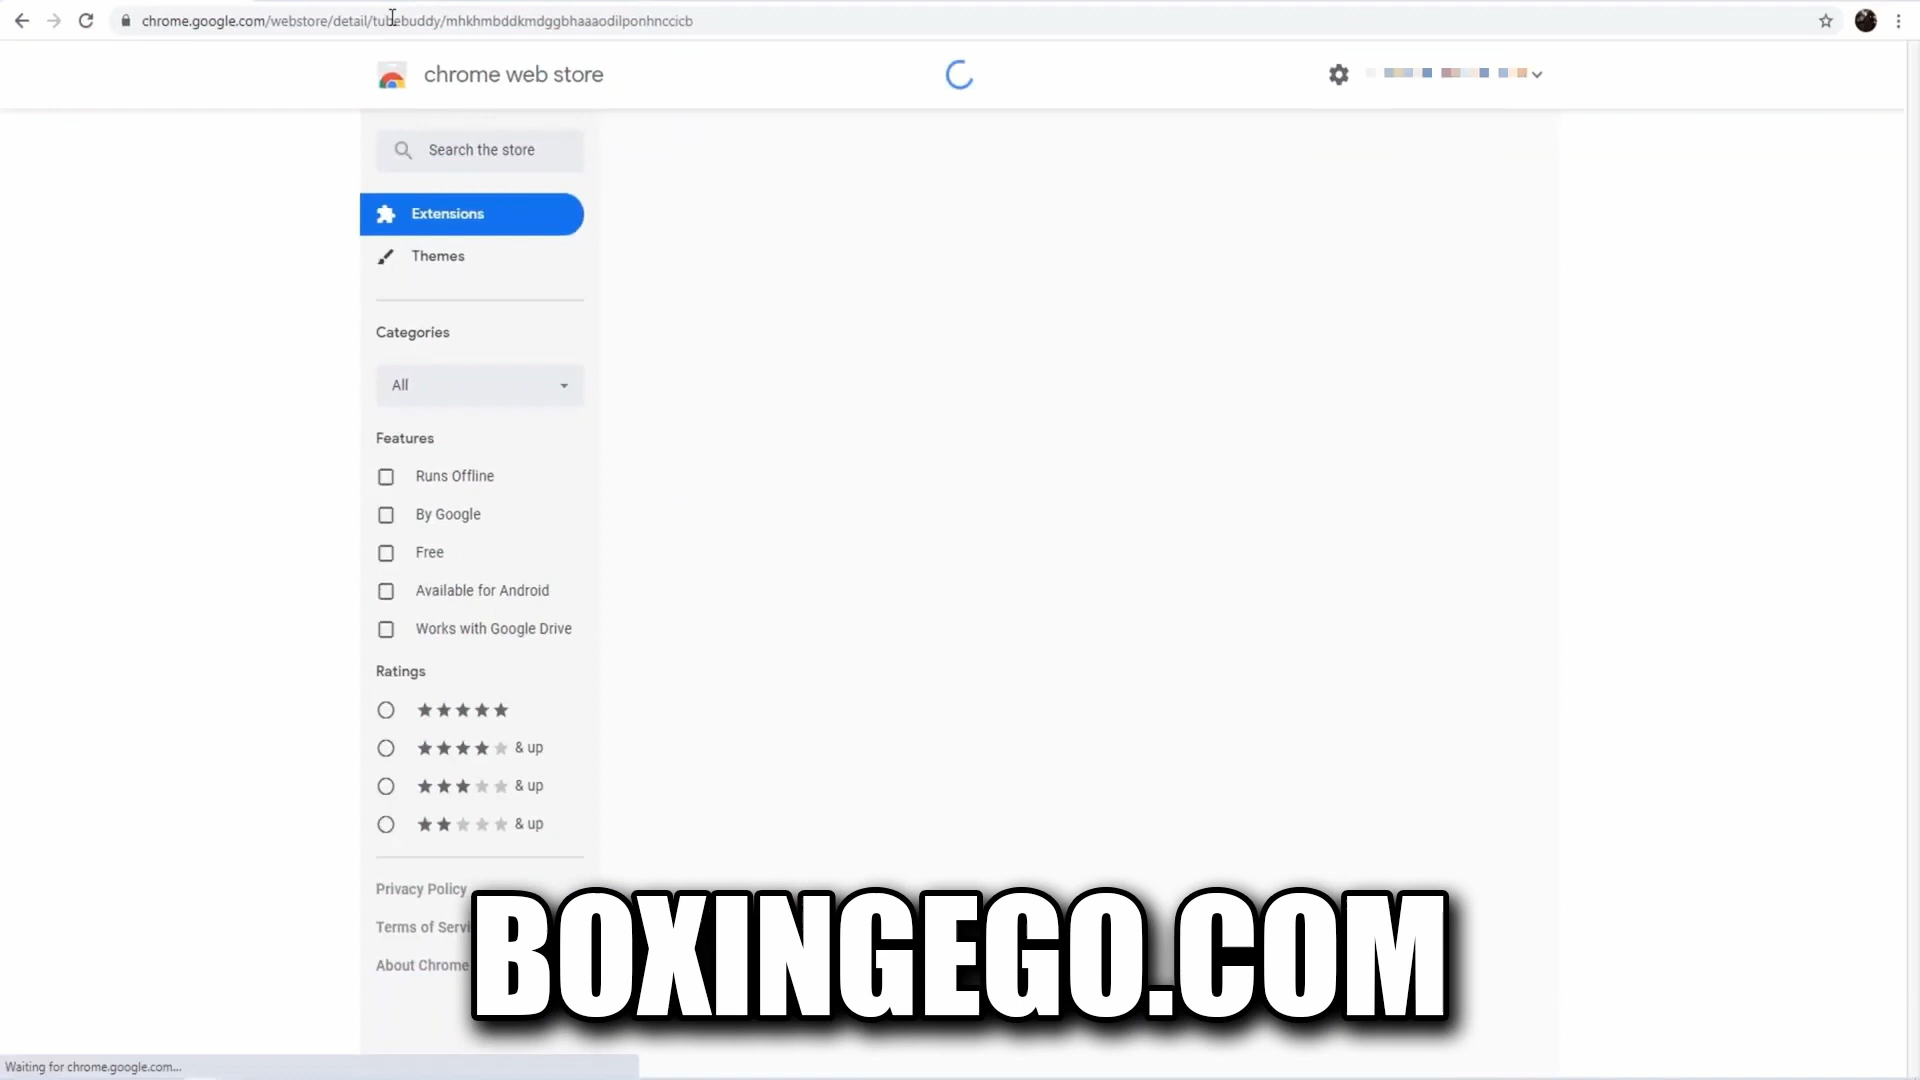 chrome.google.com/webstore/detail/tubebuddy/mhkhmbddkmdggbhaaaodilponhnccicb
chrome web store
Search the store
Extensions
Themes
Categories
All
Features
Runs Offline
By Google
Free
Available for Android
Works with Google Drive
Ratings
& up
& up
& up
Privacy Policy
Terms of Servi
About Chrome
BOXINGEGO.COM
Waiting for chrome.google.com...